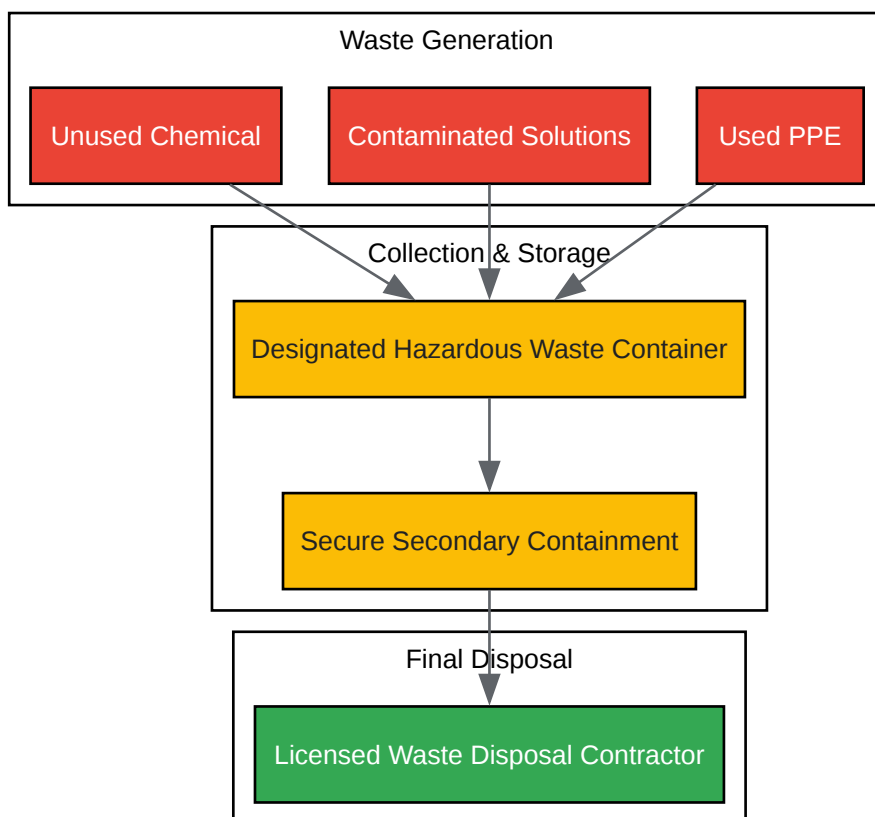 Waste Generation
Unused Chemical
Contaminated Solutions
Used PPE
Collection & Storage
Designated Hazardous Waste Container
Secure Secondary Containment
Final Disposal
Licensed Waste Disposal Contractor